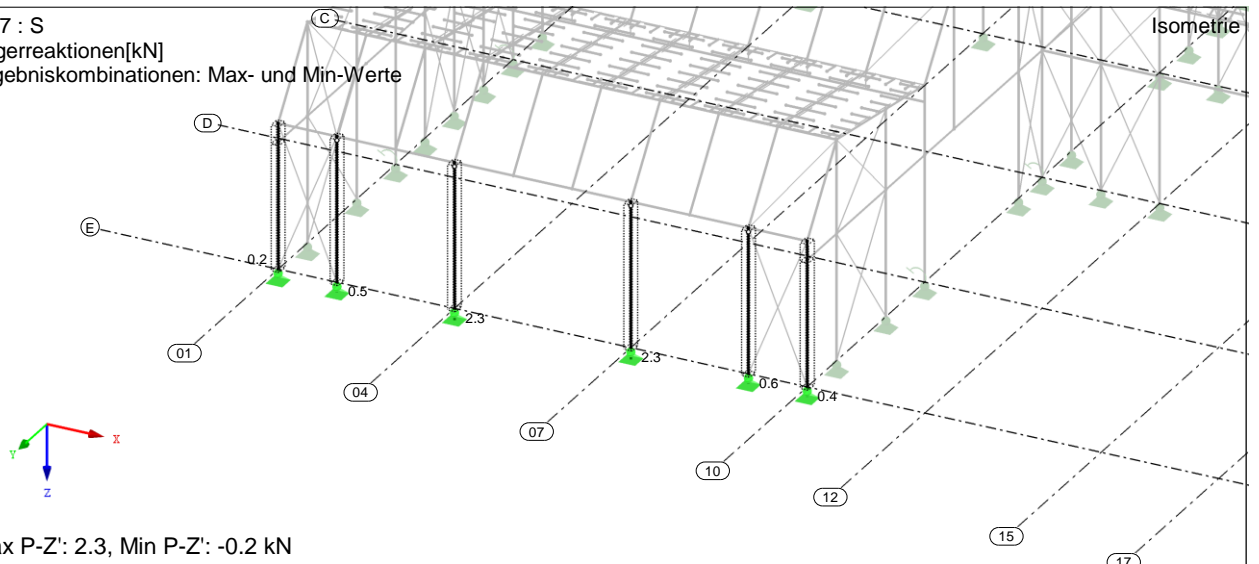 7 : S
gerreaktionen[kN]
gebniskombinationen: Max- und Min-Werte
Isometrie
C
D
E
0.2
0.5
2.3
2.3
0.6
0.4
01
04
07
10
12
15
17
X
Y
Z
ax P-Z': 2.3, Min P-Z': -0.2 kN